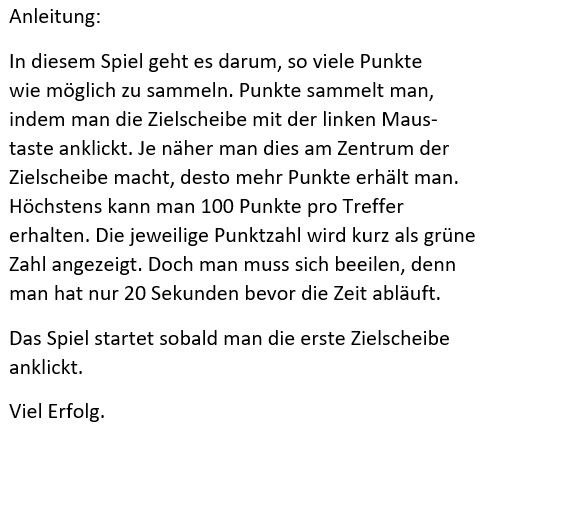 Anleitung:
In diesem Spiel geht es darum, so viele Punkte
wie möglich zu sammeln. Punkte sammelt man,
indem man die Zielscheibe mit der linken Maus-
taste anklickt. Je näher man dies am Zentrum der
Zielscheibe macht, desto mehr Punkte erhält man.
Höchstens kann man 100 Punkte pro Treffer
erhalten. Die jeweilige Punktzahl wird kurz als grüne
Zahl angezeigt. Doch man muss sich beeilen, denn
man hat nur 20 Sekunden bevor die Zeit abläuft.
Das Spiel startet sobald man die erste Zielscheibe
anklickt.
Viel Erfolg.